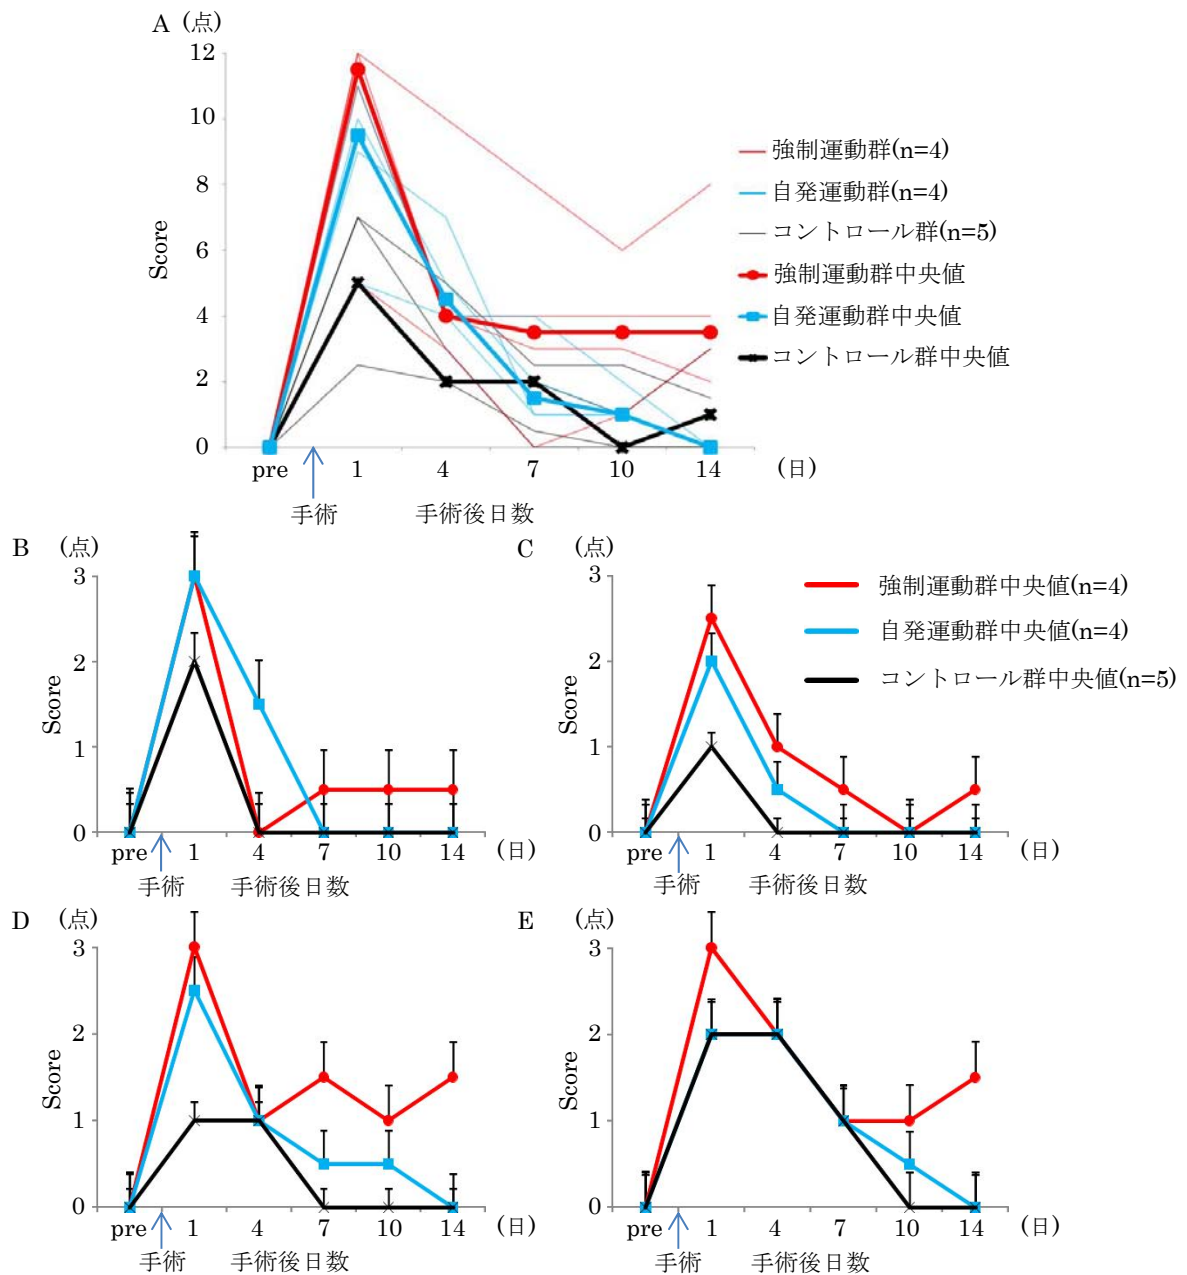 A (点)
12
10
8
6
4
2
0
Score
pre 1 4 7 10 14 (日)
手術 手術後日数
強制運動群(n=4)
自発運動群(n=4)
コントロール群(n=5)
強制運動群中央値
自発運動群中央値
コントロール群中央値
B (点)
3
2
1
0
Score
pre 1 4 7 10 14 (日)
手術 手術後日数
C (点)
3
2
1
0
Score
pre 1 4 7 10 14 (日)
手術 手術後日数
強制運動群中央値(n=4)
自発運動群中央値(n=4)
コントロール群中央値(n=5)
D (点)
3
2
1
0
Score
pre 1 4 7 10 14 (日)
手術 手術後日数
E (点)
3
2
1
0
Score
pre 1 4 7 10 14 (日)
手術 手術後日数